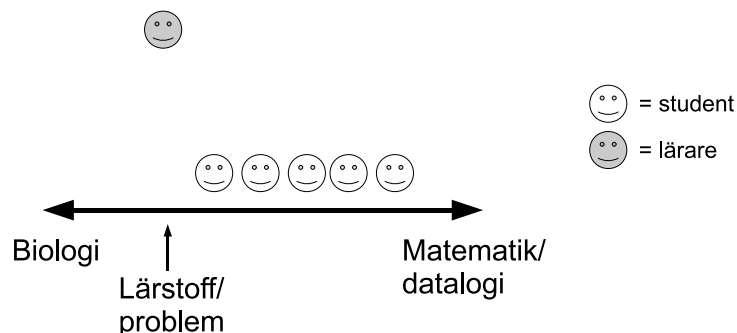 = student
= lärare
Biologi
Lärstoff/
problem
Matematik/
datalogi